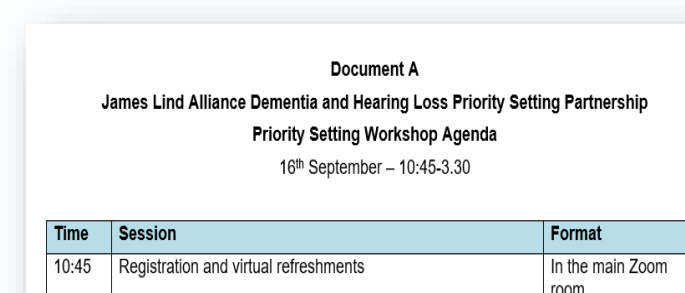 Document A
James Lind Alliance Dementia and Hearing Loss Priority Setting Partnership
Priority Setting Workshop Agenda
16th September – 10:45-3.30
Time Session Format
10:45 Registration and virtual refreshments In the main Zoom
room